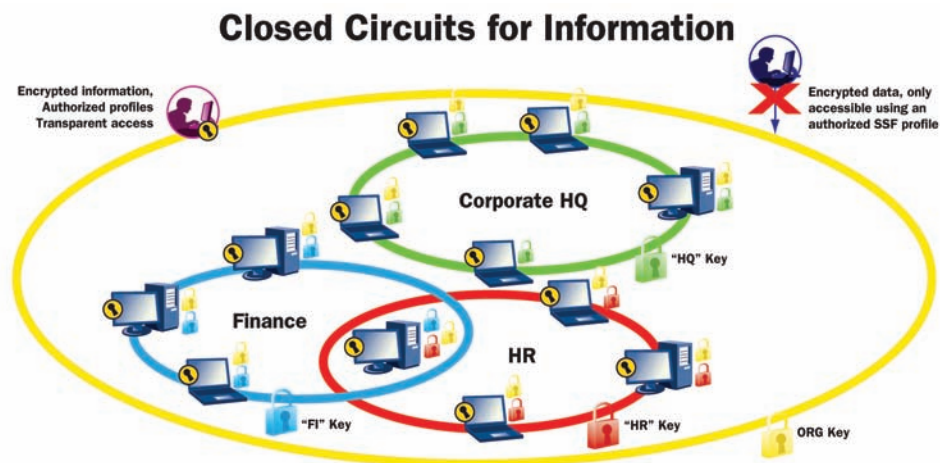 Closed Circuits for Information
Encrypted information,
Authorized profiles
Transparent access
Encrypted data, only
accessible using an
authorized SSF profile
Corporate HQ
"HQ" Key
Finance
HR
"FI" Key
"HR" Key
ORG Key